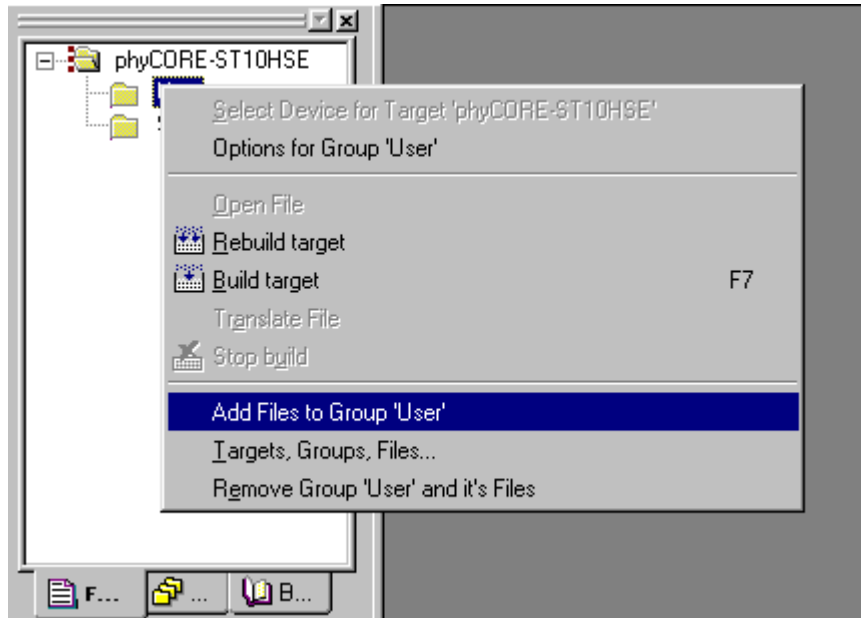 phyCORE-ST10HSE
Select Device for Target 'phyCORE-ST10HSE'
Options for Group 'User'
Open File
Rebuild target
Build target F7
Translate File
Stop build
Add Files to Group 'User'
Targets, Groups, Files...
Remove Group 'User' and it's Files
F... ... B...